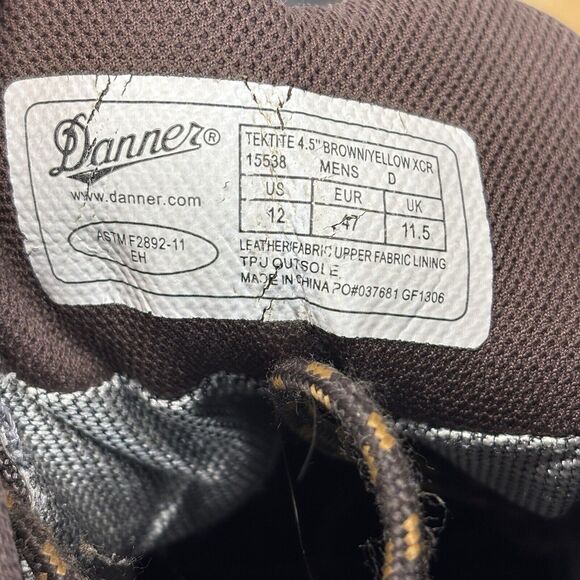 Danner®
www.danner.com
ASTM F2892-11
EH
TEKTITE 4.5" BROWN/YELLOW XCR
15538 MENS D
US EUR UK
12 47 11.5
LEATHER/FABRIC UPPER FABRIC LINING
TPU OUTSOLE
MADE IN CHINA PO#037681 GF1306